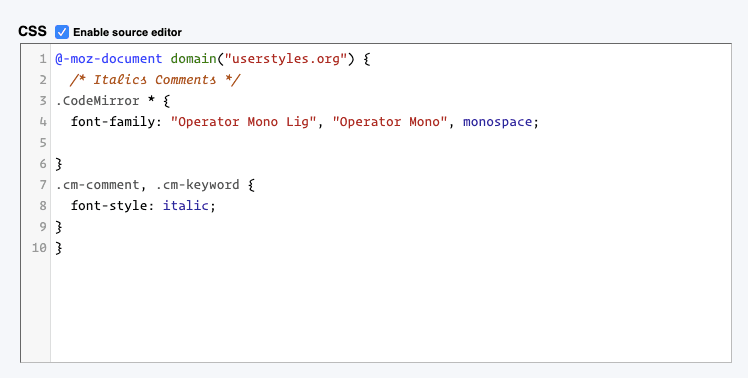 CSS Enable source editor
1 @-moz-document domain("userstyles.org") {
2   /* Italics Comments */
3 .CodeMirror * {
4   font-family: "Operator Mono Lig", "Operator Mono", monospace;
5
6 }
7 .cm-comment, .cm-keyword {
8   font-style: italic;
9 }
10 }